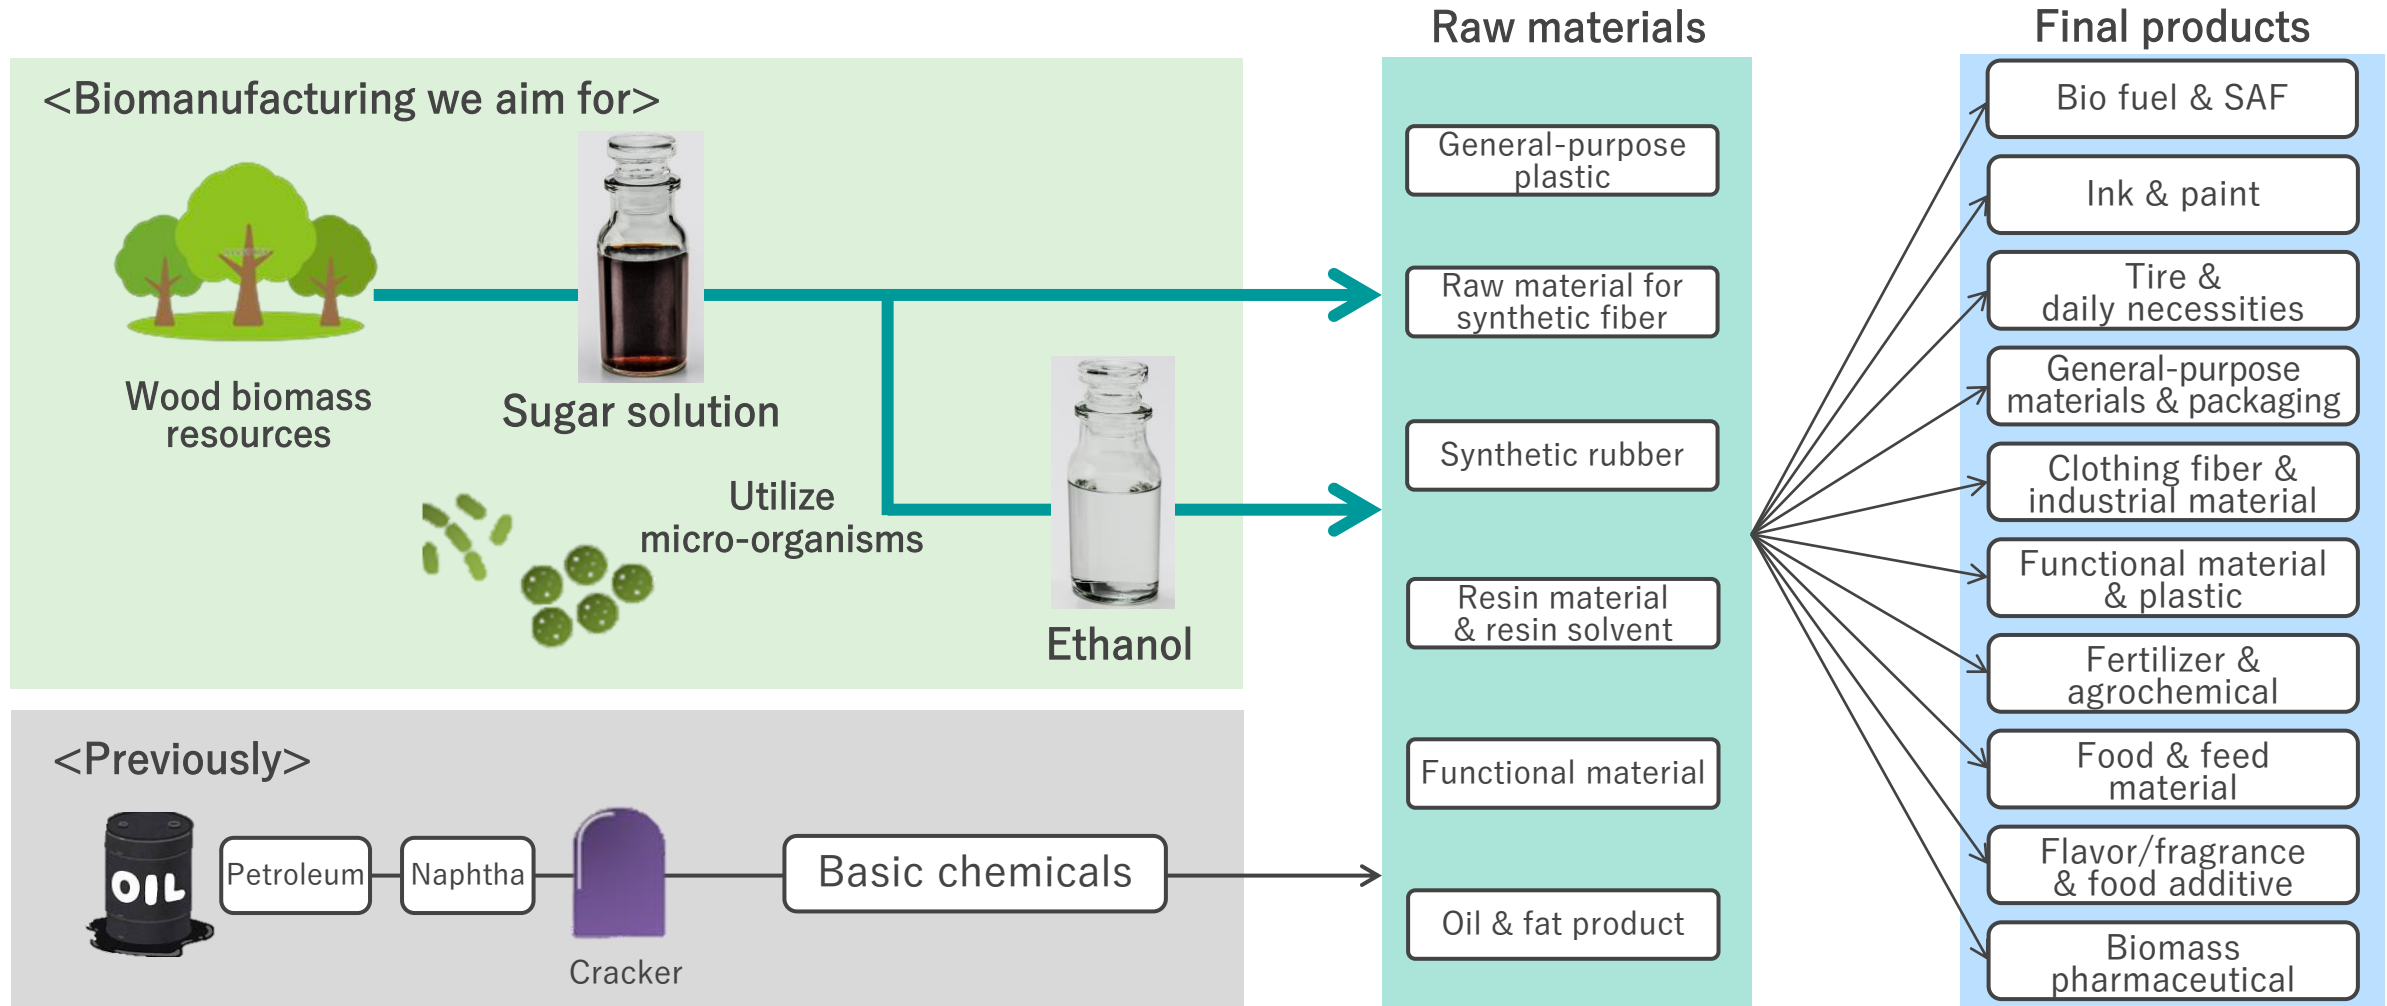 <Biomanufacturing we aim for>
Wood biomass
resources
Sugar solution
Utilize
micro-organisms
Ethanol
<Previously>
OIL
Petroleum
Naphtha
Cracker
Basic chemicals
Raw materials
General-purpose
plastic
Raw material for
synthetic fiber
Synthetic rubber
Resin material
& resin solvent
Functional material
Oil & fat product
Final products
Bio fuel & SAF
Ink & paint
Tire &
daily necessities
General-purpose
materials & packaging
Clothing fiber &
industrial material
Functional material
& plastic
Fertilizer &
agrochemical
Food & feed
material
Flavor/fragrance
& food additive
Biomass
pharmaceutical